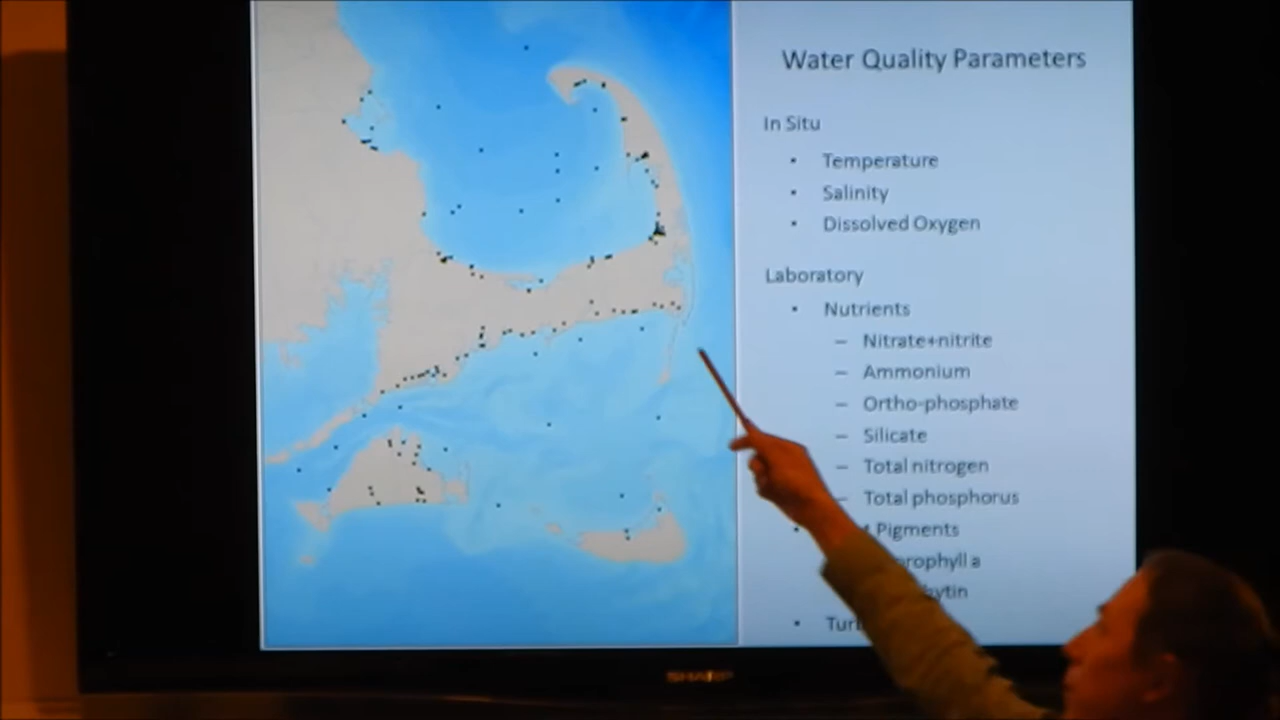 Water Quality Parameters
In Situ
• Temperature
• Salinity
• Dissolved Oxygen
Laboratory
• Nutrients
– Nitrate+nitrite
– Ammonium
– Ortho-phosphate
– Silicate
– Total nitrogen
– Total phosphorus
• Pigments
a
•
SHARP